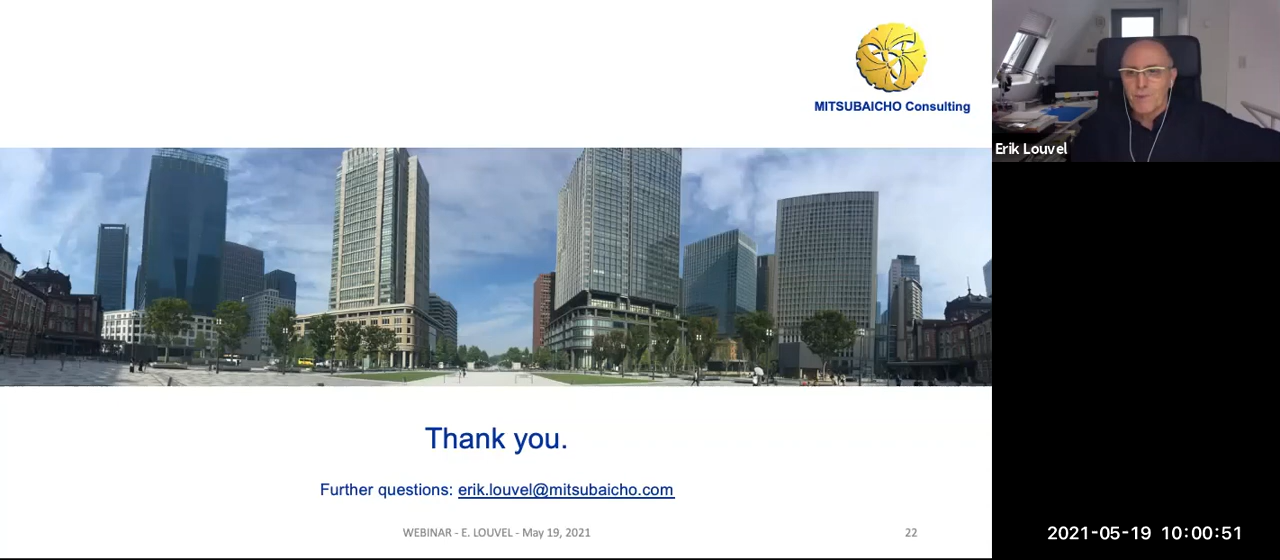 MITSUBAICHO Consulting
Erik Louvel
Thank you.
Further questions: erik.louvel@mitsubaicho.com
WEBINAR - E. LOUVEL - May 19, 2021
22
2021-05-19 10:00:51